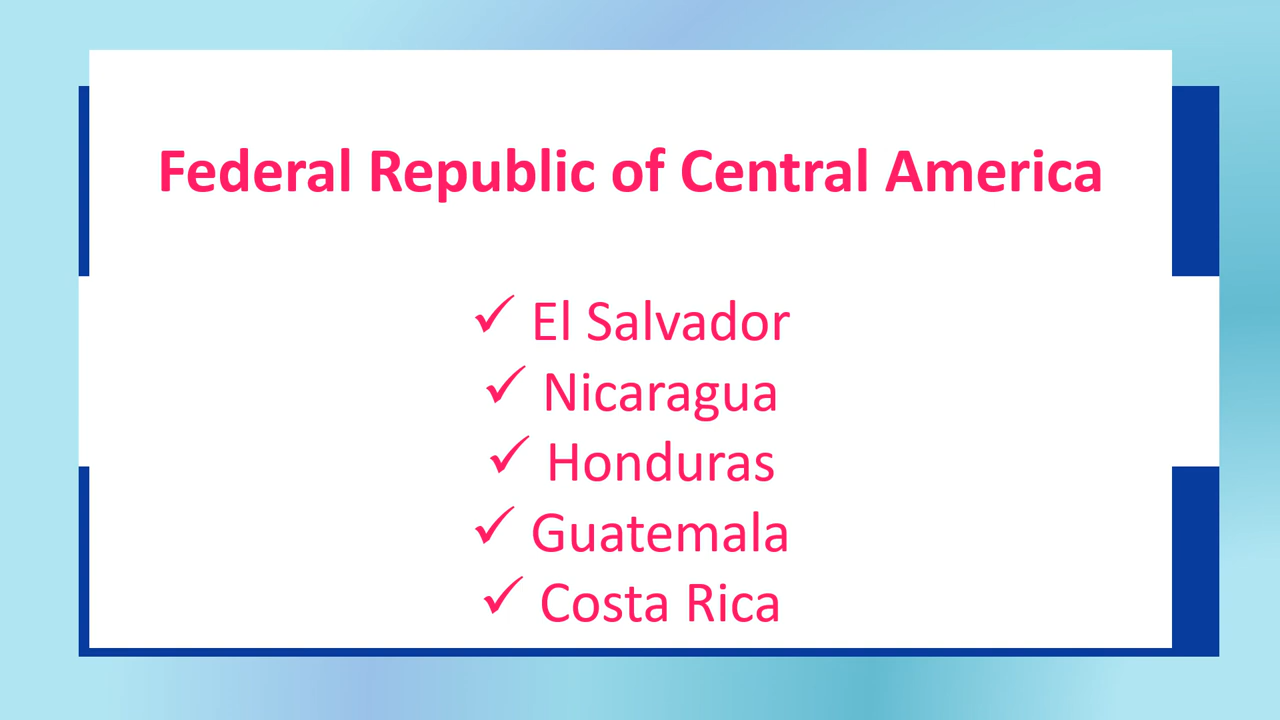 Federal Republic of Central America
✓ El Salvador
✓ Nicaragua
✓ Honduras
✓ Guatemala
✓ Costa Rica